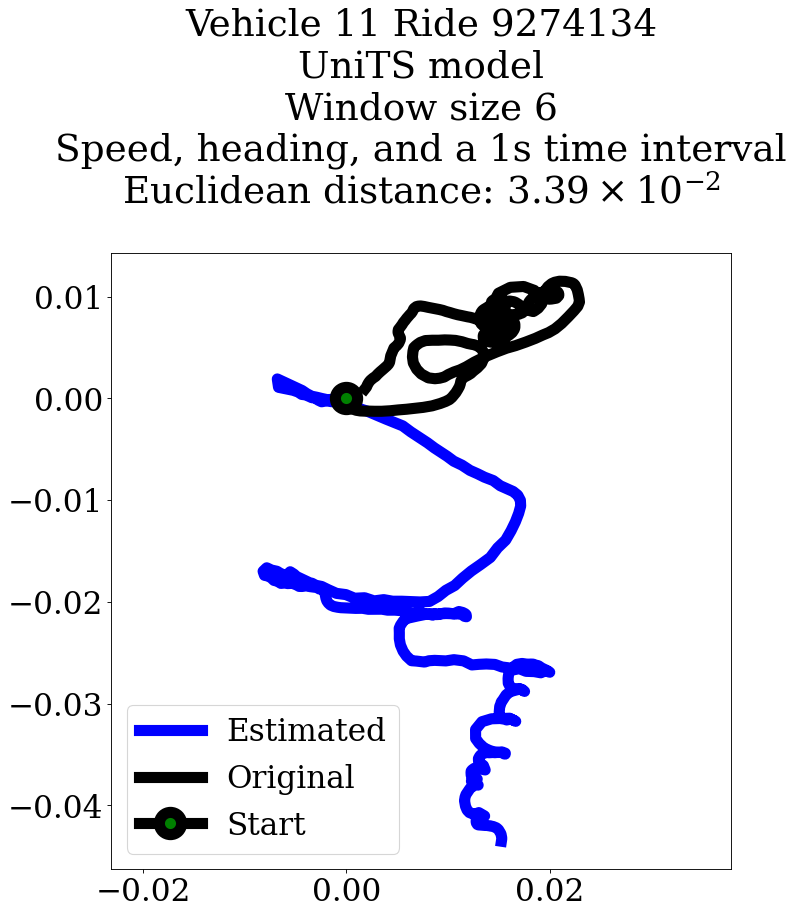 Vehicle 11 Ride 9274134
UniTS model
Window size 6
Speed, heading, and a 1s time interval
Euclidean distance: 3.39 × 10⁻²
0.01
0.00
−0.01
−0.02
−0.03
−0.04
Estimated
Original
Start
−0.02
0.00
0.02